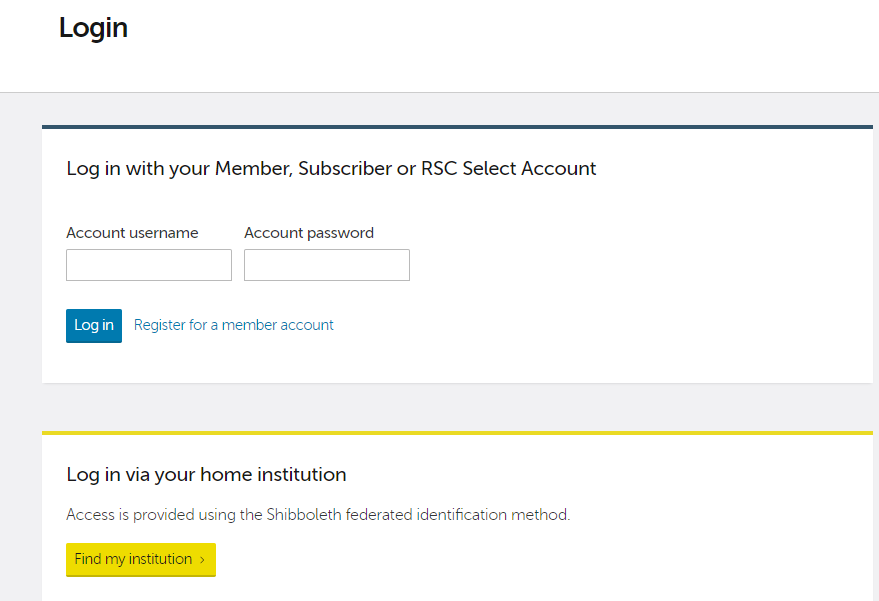 Login
Log in with your Member, Subscriber or RSC Select Account
Account username Account password
Log in Register for a member account
Log in via your home institution
Access is provided using the Shibboleth federated identification method.
Find my institution ›